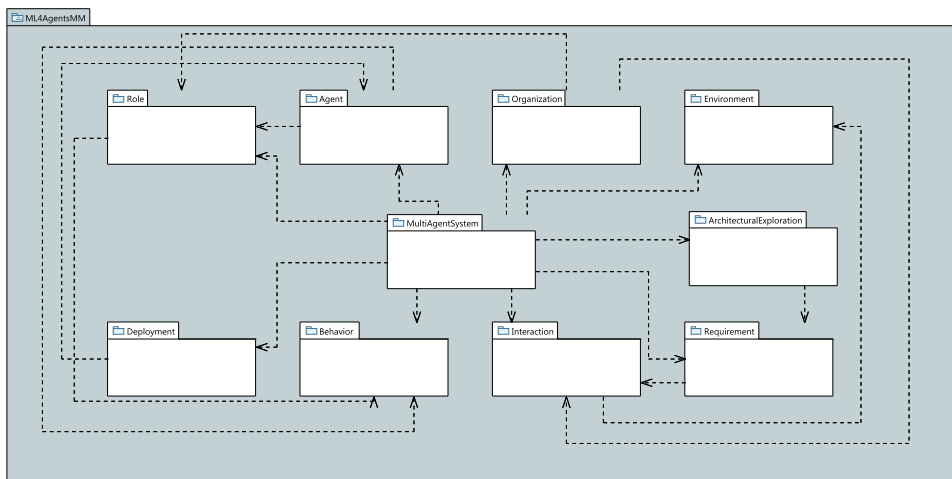 ML4AgentsMM
Role
Agent
Organization
Environment
MultiAgentSystem
ArchitecturalExploration
Deployment
Behavior
Interaction
Requirement